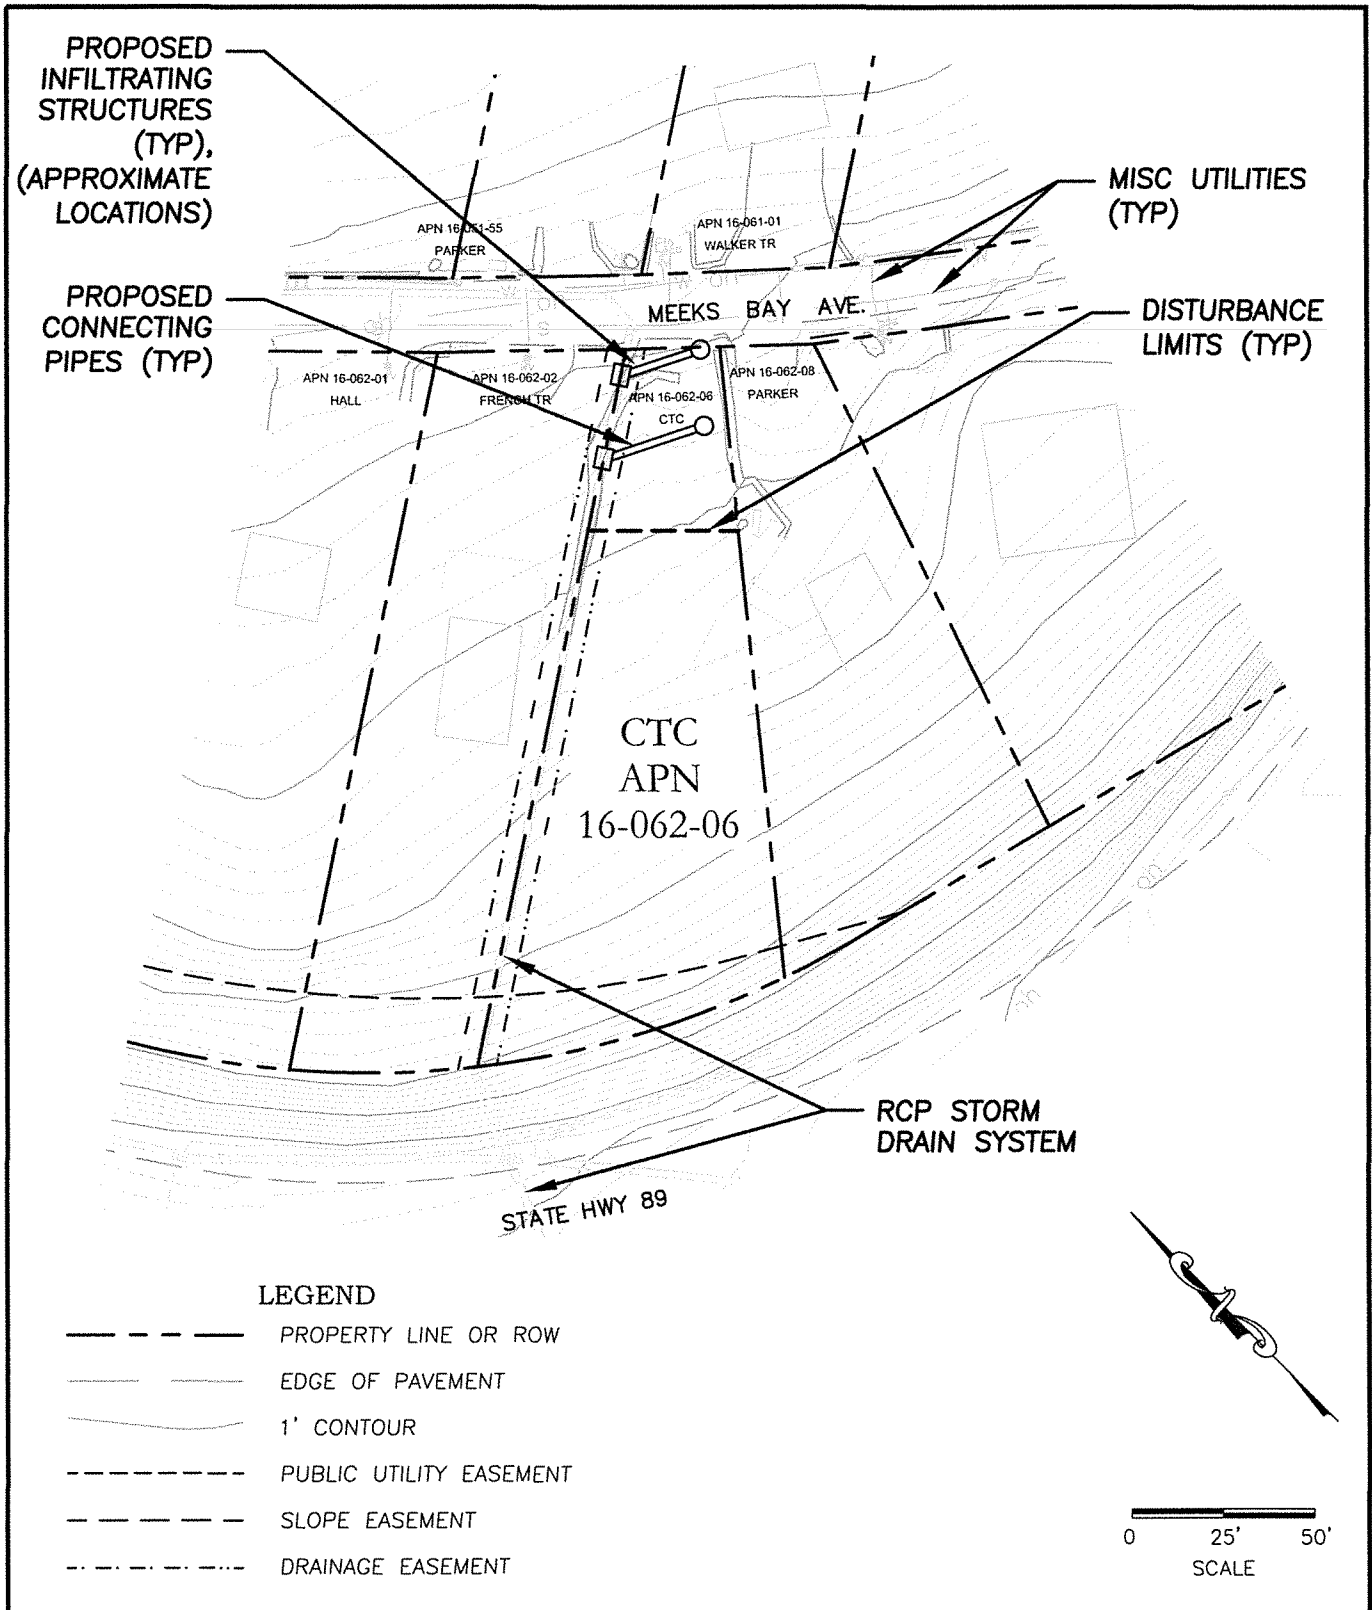 PROPOSED
INFILTRATING
STRUCTURES
(TYP),
(APPROXIMATE
LOCATIONS)
MISC UTILITIES
(TYP)
APN 16-051-55
PARKER
APN 16-061-01
WALKER TR
PROPOSED
CONNECTING
PIPES (TYP)
MEEKS BAY AVE.
DISTURBANCE
LIMITS (TYP)
APN 16-062-01
HALL
APN 16-062-02
FRENCH TR
APN 16-062-06
CTC
APN 16-062-08
PARKER
CTC
APN
16-062-06
RCP STORM
DRAIN SYSTEM
STATE HWY 89
LEGEND
PROPERTY LINE OR ROW
EDGE OF PAVEMENT
1' CONTOUR
PUBLIC UTILITY EASEMENT
SLOPE EASEMENT
DRAINAGE EASEMENT
0 25' 50'
SCALE